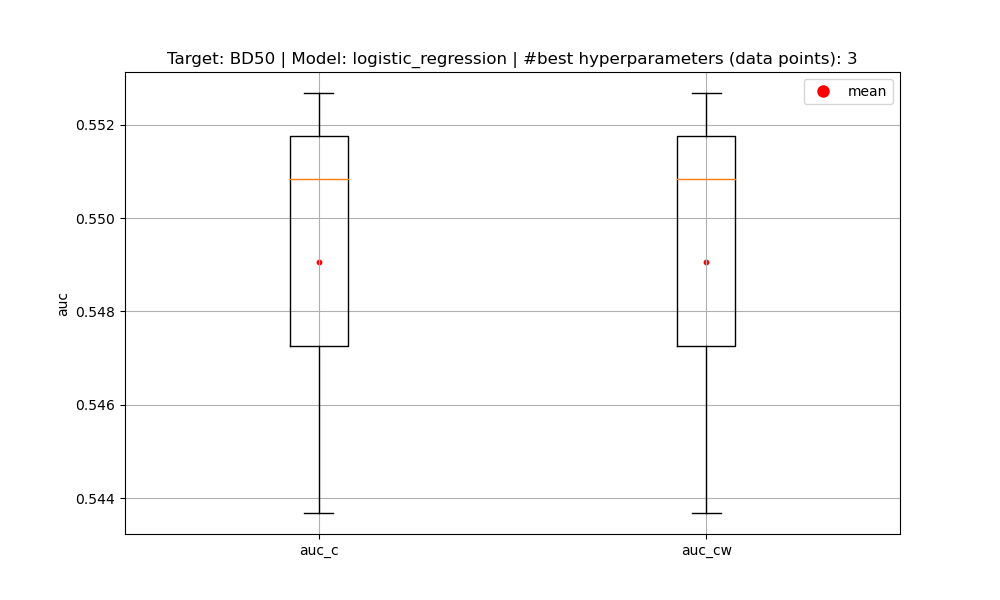 Target: BD50 | Model: logistic_regression | #best hyperparameters (data points): 3
mean
0.552
0.550
0.548
0.546
0.544
auc
auc_c
auc_cw